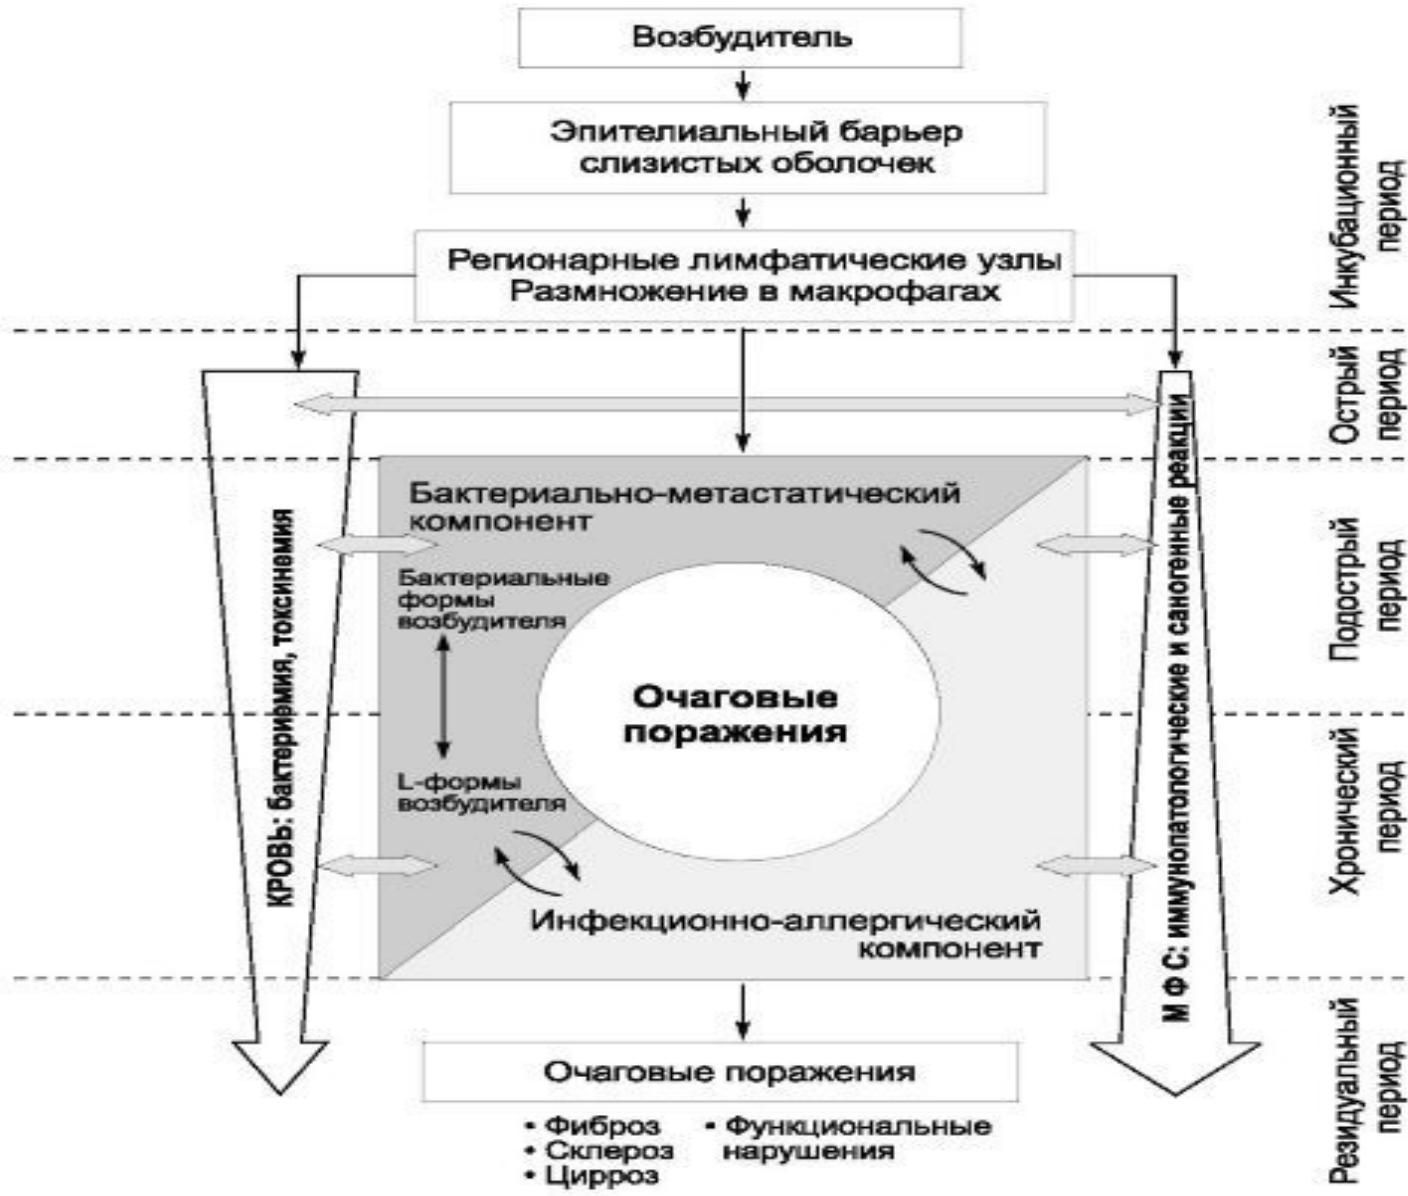 Возбудитель
Эпителиальный барьер
слизистых оболочек
Регионарные лимфатические узлы
Размножение в макрофагах
Инкубационный
период
Острый
период
Бактериально-метастатический
компонент
Бактериальные
формы
возбудителя
L-формы
возбудителя
Очаговые
поражения
Инфекционно-аллергический
компонент
КРОВЬ: бактериемия, токсинемия
М Ф С: иммунопатологические и саногенные реакции
Подострый
период
Хронический
период
Очаговые поражения
• Фиброз
• Склероз
• Цирроз
• Функциональные
нарушения
Резидуальный
период